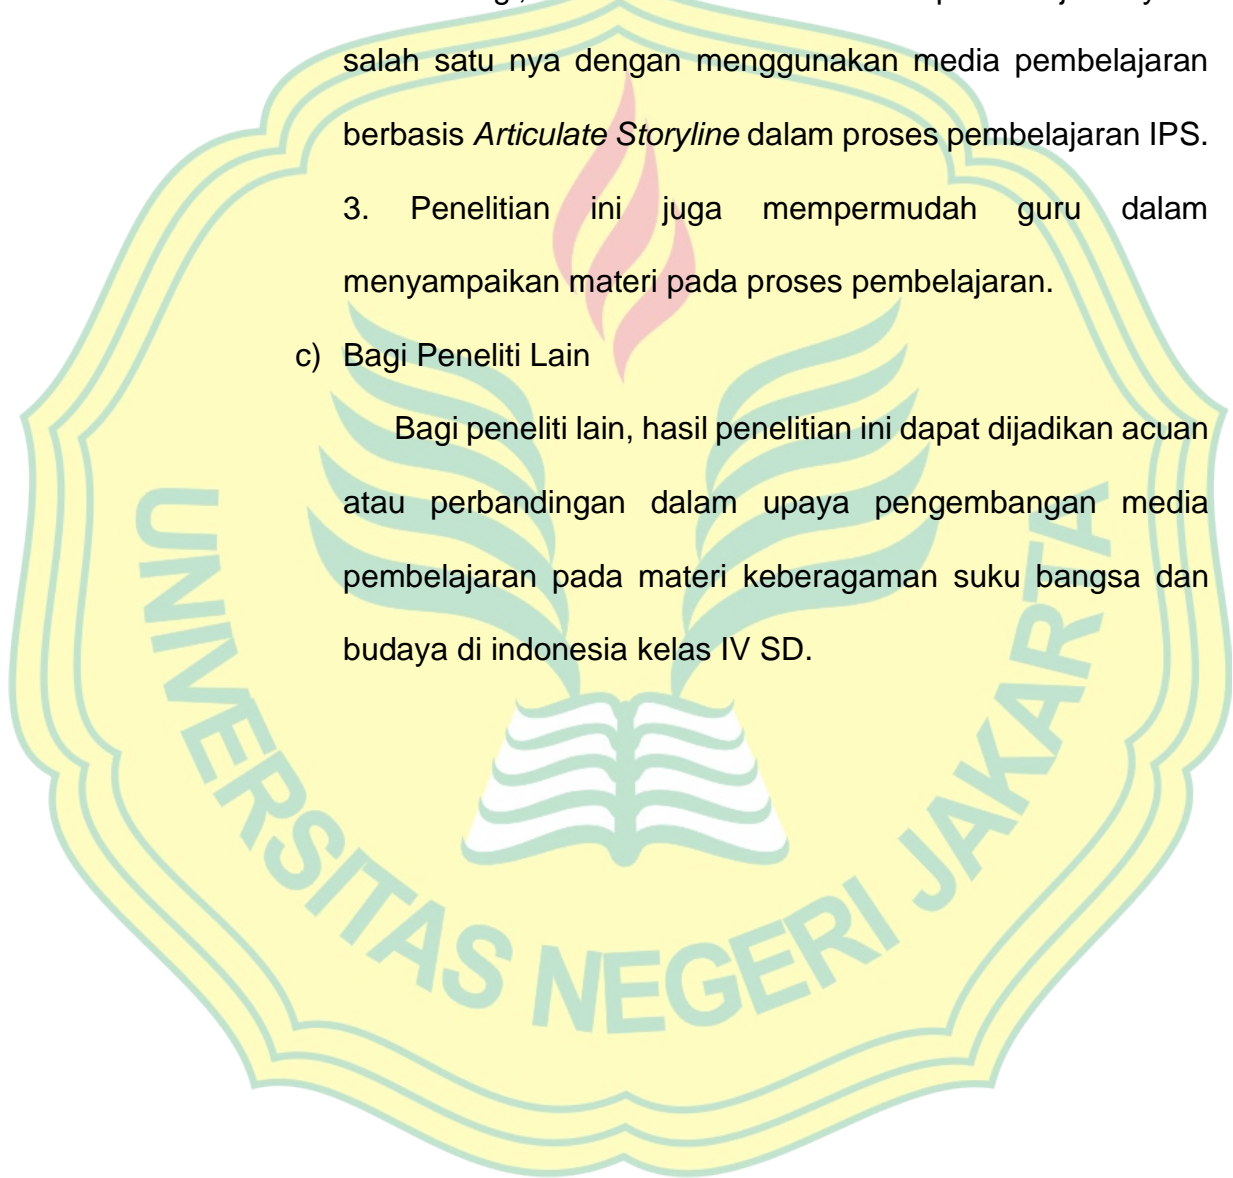 salah satu nya dengan menggunakan media pembelajaran
berbasis Articulate Storyline dalam proses pembelajaran IPS.
3. Penelitian ini juga mempermudah guru dalam
menyampaikan materi pada proses pembelajaran.
c) Bagi Peneliti Lain
Bagi peneliti lain, hasil penelitian ini dapat dijadikan acuan
atau perbandingan dalam upaya pengembangan media
pembelajaran pada materi keberagaman suku bangsa dan
budaya di indonesia kelas IV SD.
UNIVERSITAS NEGERI JAKARTA